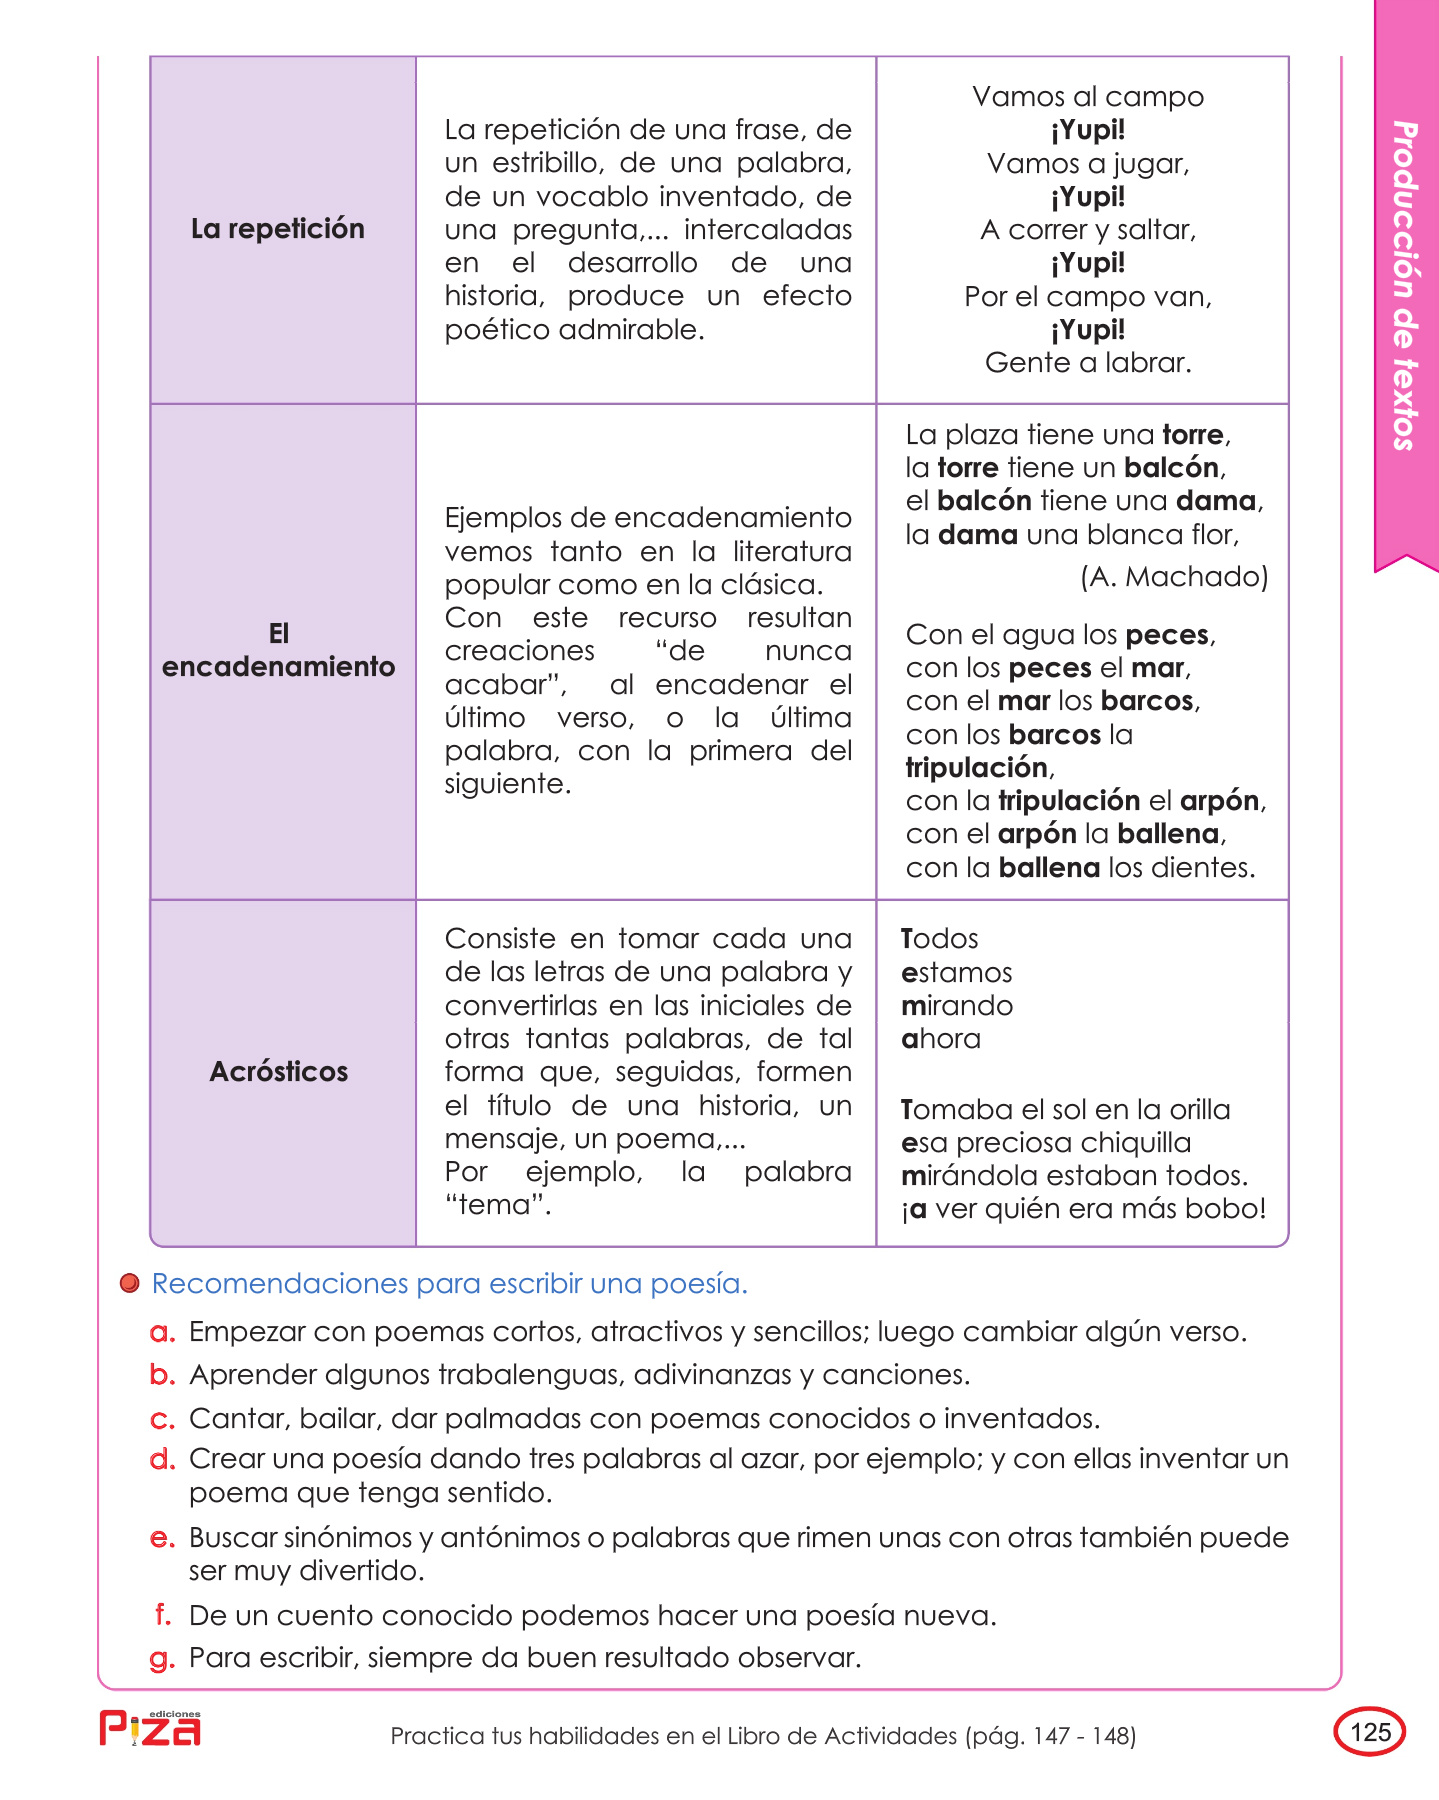 Producción de textos
La repetición
La repetición de una frase, de
un estribillo, de una palabra,
de un vocablo inventado, de
una pregunta,... intercaladas
en el desarrollo de una
historia, produce un efecto
poético admirable.
Vamos al campo
¡Yupi!
Vamos a jugar,
¡Yupi!
A correr y saltar,
¡Yupi!
Por el campo van,
¡Yupi!
Gente a labrar.
El
encadenamiento
Ejemplos de encadenamiento
vemos tanto en la literatura
popular como en la clásica.
Con este recurso resultan
creaciones “de nunca
acabar”, al encadenar el
último verso, o la última
palabra, con la primera del
siguiente.
La plaza tiene una torre,
la torre tiene un balcón,
el balcón tiene una dama,
la dama una blanca flor,
(A. Machado)
Con el agua los peces,
con los peces el mar,
con el mar los barcos,
con los barcos la
tripulación,
con la tripulación el arpón,
con el arpón la ballena,
con la ballena los dientes.
Acrósticos
Consiste en tomar cada una
de las letras de una palabra y
convertirlas en las iniciales de
otras tantas palabras, de tal
forma que, seguidas, formen
el título de una historia, un
mensaje, un poema,...
Por ejemplo, la palabra
“tema”.
Todos
estamos
mirando
ahora
Tomaba el sol en la orilla
esa preciosa chiquilla
mirándola estaban todos.
¡a ver quién era más bobo!
Recomendaciones para escribir una poesía.
a. Empezar con poemas cortos, atractivos y sencillos; luego cambiar algún verso.
b. Aprender algunos trabalenguas, adivinanzas y canciones.
c. Cantar, bailar, dar palmadas con poemas conocidos o inventados.
d. Crear una poesía dando tres palabras al azar, por ejemplo; y con ellas inventar un
poema que tenga sentido.
e. Buscar sinónimos y antónimos o palabras que rimen unas con otras también puede
ser muy divertido.
f. De un cuento conocido podemos hacer una poesía nueva.
g. Para escribir, siempre da buen resultado observar.
ediciones
PiZA
Practica tus habilidades en el Libro de Actividades (pág. 147 - 148)
125